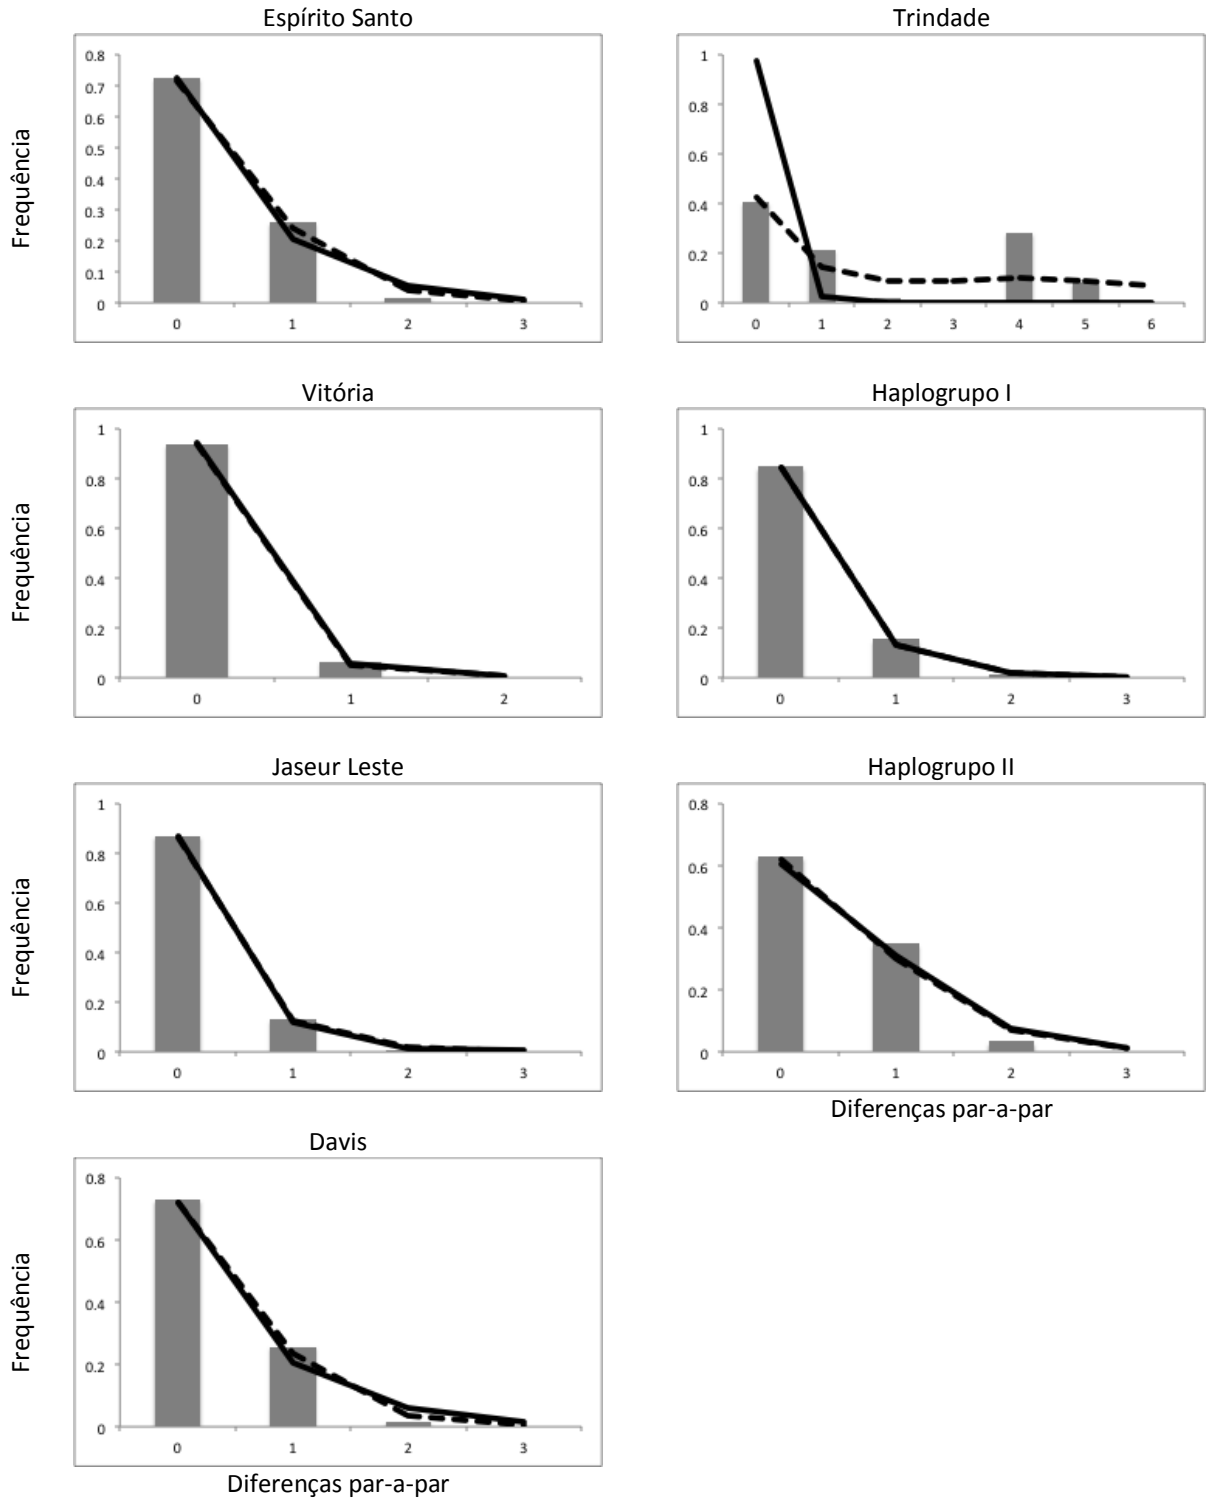 Espírito Santo
Frequência
0.8
0.7
0.6
0.5
0.4
0.3
0.2
0.1
0
0 1 2 3
Trindade
1
0.8
0.6
0.4
0.2
0
0 1 2 3 4 5 6
Vitória
Frequência
1
0.8
0.6
0.4
0.2
0
0 1 2
Haplogrupo I
1
0.8
0.6
0.4
0.2
0
0 1 2 3
Jaseur Leste
Frequência
1
0.8
0.6
0.4
0.2
0
0 1 2 3
Haplogrupo II
0.8
0.6
0.4
0.2
0
0 1 2 3
Diferenças par-a-par
Davis
Frequência
0.8
0.6
0.4
0.2
0
0 1 2 3
Diferenças par-a-par